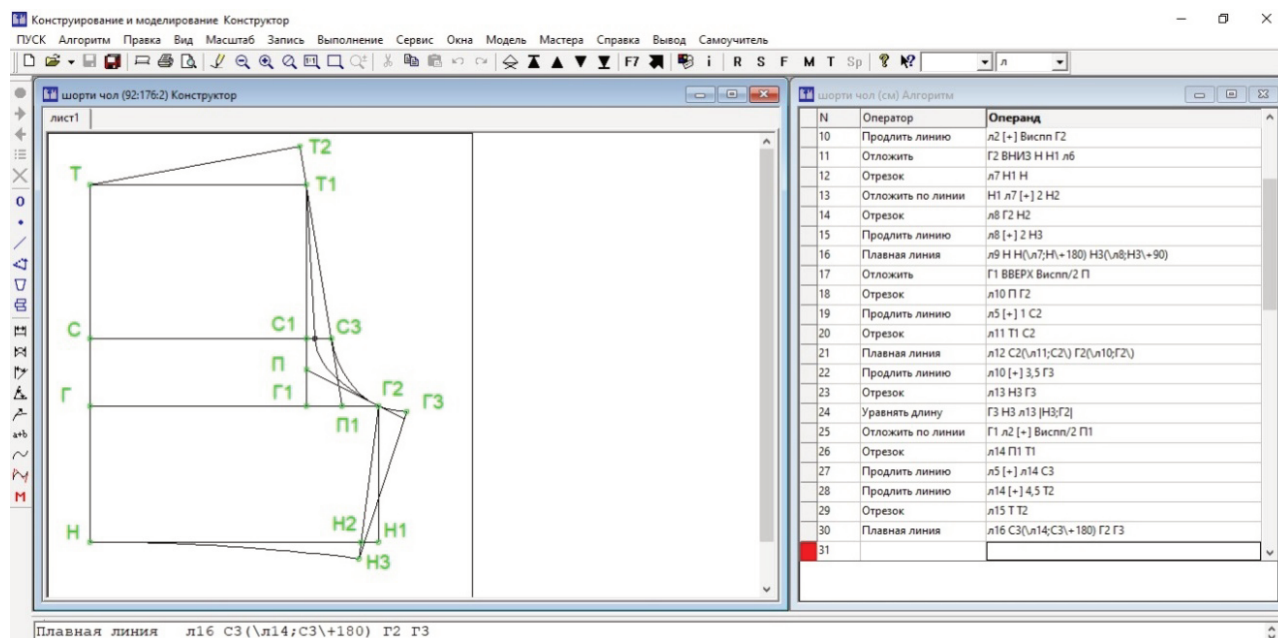 Конструирование и моделирование Конструктор
ПУСК Алгоритм Правка Вид Масштаб Запись Выполнение Сервис Окна Модель Мастера Справка Вывод Самоучитель
F7 i R S F M T Sp л
шорти чол (92:176:2) Конструктор
лист1
Т2
Т
Т1
С
С1
С3
П
Г
Г1
Г2
Г3
П1
Н
Н2
Н1
Н3
a+b
М
шорти чол (см) Алгоритм
N Оператор Операнд
10 Продлить линию л2 [+] Виспп Г2
11 Отложить Г2 ВНИЗ Н Н1 л6
12 Отрезок л7 Н1 Н
13 Отложить по линии Н1 л7 [+] 2 Н2
14 Отрезок л8 Г2 Н2
15 Продлить линию л8 [+] 2 Н3
16 Плавная линия л9 Н Н(\л7;Н\+180) Н3(\л8;Н3\+90)
17 Отложить Г1 ВВЕРХ Виспп/2 П
18 Отрезок л10 П Г2
19 Продлить линию л5 [+] 1 С2
20 Отрезок л11 Т1 С2
21 Плавная линия л12 С2(\л11;С2\) Г2(\л10;Г2\)
22 Продлить линию л10 [+] 3,5 Г3
23 Отрезок л13 Н3 Г3
24 Уравнять длину Г3 Н3 л13 |Н3;Г2|
25 Отложить по линии Г1 л2 [+] Виспп/2 П1
26 Отрезок л14 П1 Т1
27 Продлить линию л5 [+] л14 С3
28 Продлить линию л14 [+] 4,5 Т2
29 Отрезок л15 Т Т2
30 Плавная линия л16 С3(\л14;С3\+180) Г2 Г3
31
Плавная линия л16 С3(\л14;С3\+180) Г2 Г3